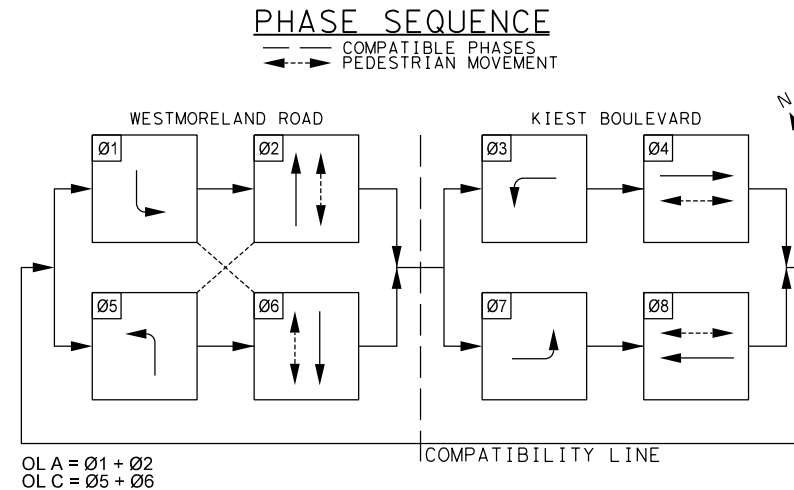 PHASE SEQUENCE
COMPATIBLE PHASES
PEDESTRIAN MOVEMENT
N
WESTMORELAND ROAD
KIEST BOULEVARD
Ø1
Ø2
Ø3
Ø4
Ø5
Ø6
Ø7
Ø8
COMPATIBILITY LINE
OL A = Ø1 + Ø2
OL C = Ø5 + Ø6